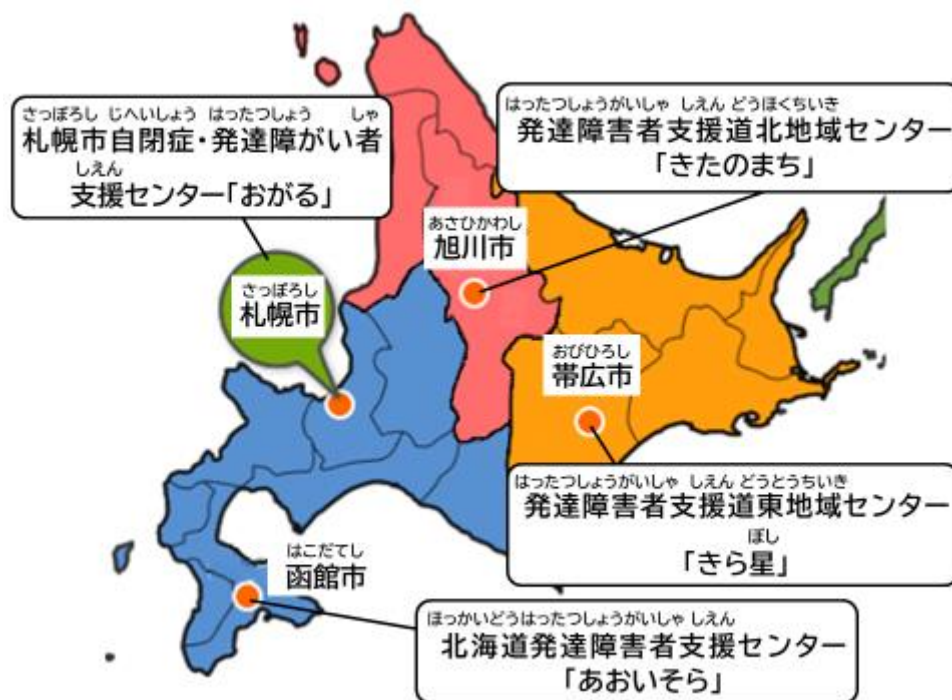 さっぽろし じへいしょう はったつしょう しゃ
札幌市自閉症・発達障がい者
しえん
支援センター「おがる」
はったつしょうがいしゃ しえん どうほくちいき
発達障害者支援道北地域センター
「きたのまち」
あさひかわし
旭川市
さっぽろし
札幌市
おびひろし
帯広市
はったつしょうがいしゃ しえん どうとうちいき
発達障害者支援道東地域センター
ぼし
「きら星」
はこだてし
函館市
ほっかいどうはったつしょうがいしゃ しえん
北海道発達障害者支援センター
「あおいそら」